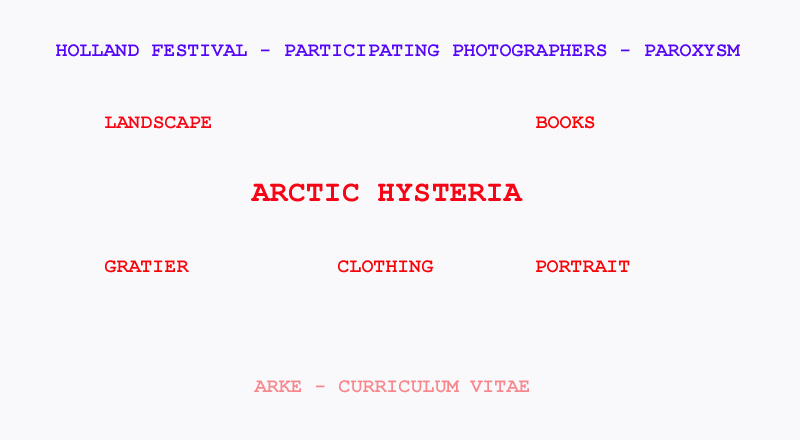 HOLLAND FESTIVAL - PARTICIPATING PHOTOGRAPHERS - PAROXYSM
LANDSCAPE BOOKS
ARCTIC HYSTERIA
GRATIER CLOTHING PORTRAIT
ARKE - CURRICULUM VITAE